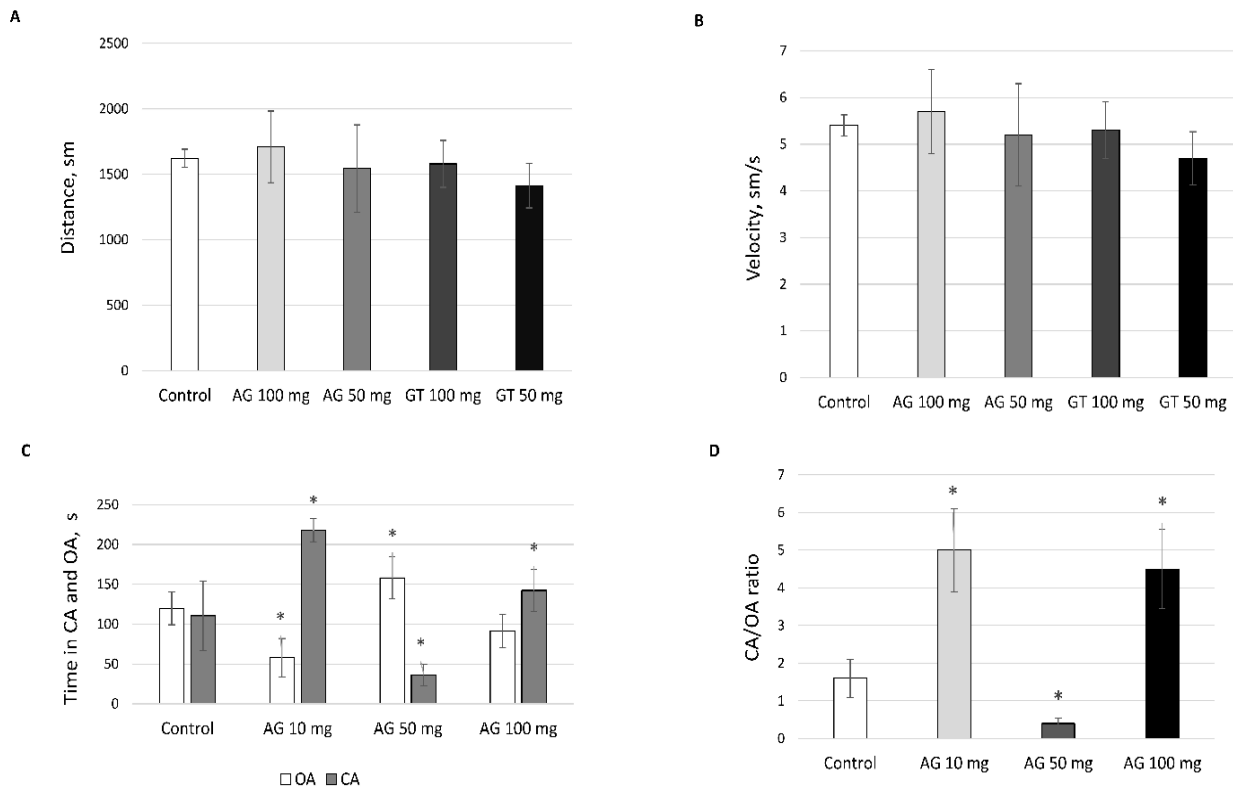 A
Distance, sm
2500
2000
1500
1000
500
0
Control AG 100 mg AG 50 mg GT 100 mg GT 50 mg
B
Velocity, sm/s
7
6
5
4
3
2
1
0
Control AG 100 mg AG 50 mg GT 100 mg GT 50 mg
C
Time in CA and OA, s
250
200
150
100
50
0
* * * * *
Control AG 10 mg AG 50 mg AG 100 mg
OA CA
D
CA/OA ratio
7
6
5
4
3
2
1
0
* * *
Control AG 10 mg AG 50 mg AG 100 mg